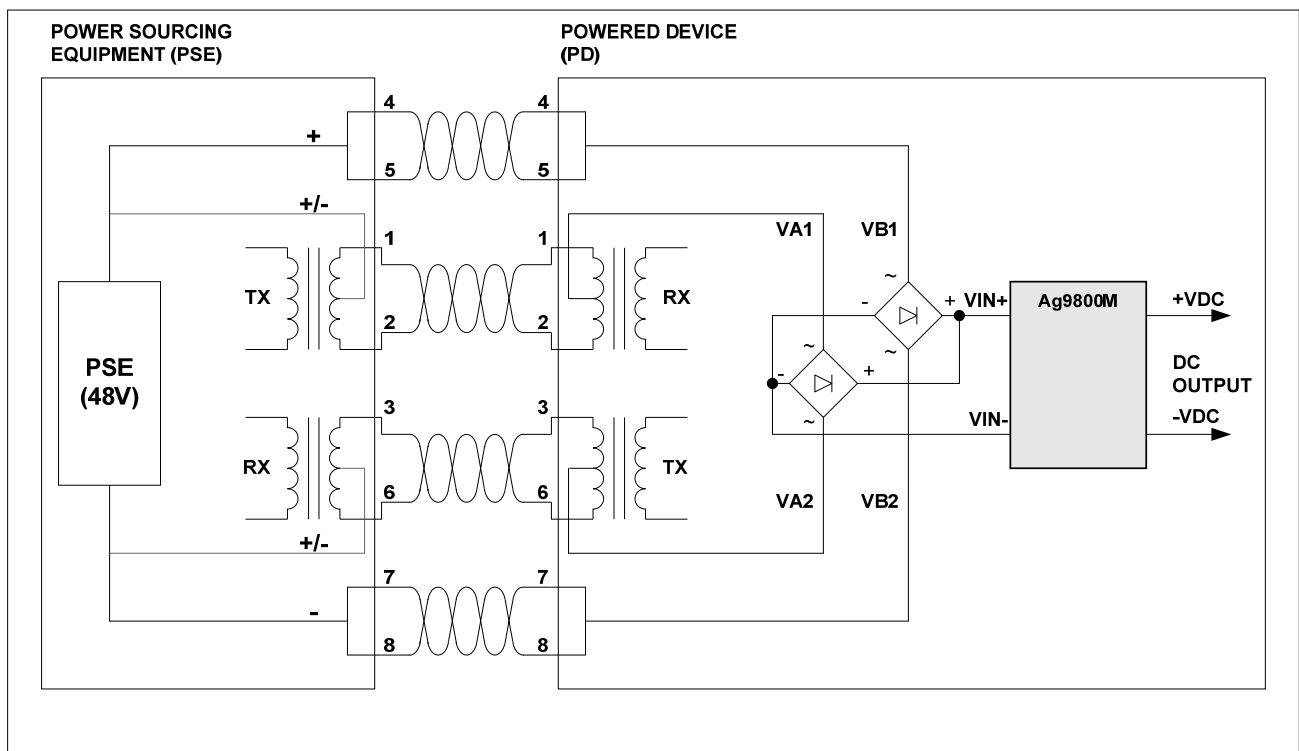 POWER SOURCING
EQUIPMENT (PSE)
POWERED DEVICE
(PD)
4
4
+
5
5
+/-
1
1
VA1
VB1
TX
RX
~
-
+
VIN+
Ag9800M
+VDC
2
2
~
~
PSE
(48V)
-
+
DC
OUTPUT
3
3
~
VIN-
-VDC
RX
TX
6
6
VA2
VB2
+/-
7
7
-
8
8